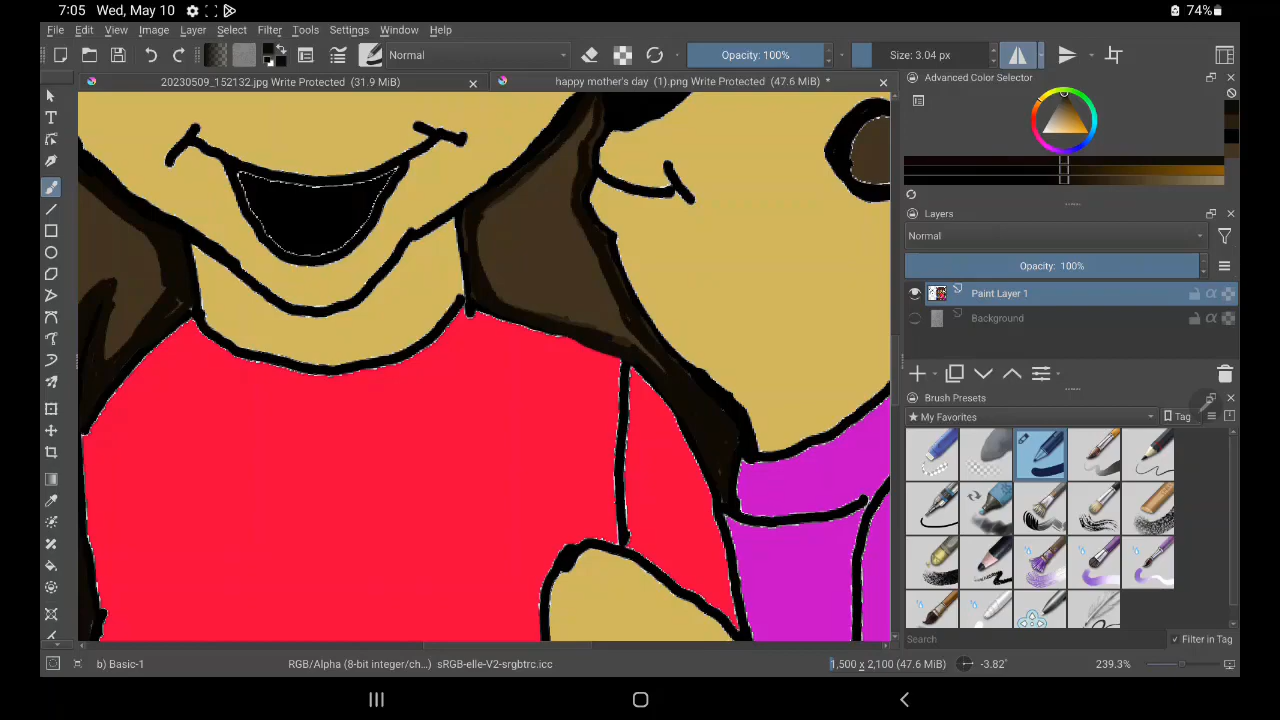 7:05 Wed, May 10
74%
File Edit View Image Layer Select Filter Tools Settings Window Help
Normal Opacity: 100% Size: 3.04 px
20230509_152132.jpg Write Protected (31.9 MiB)
happy mother's day (1).png Write Protected (47.6 MiB) *
Advanced Color Selector
Layers
Normal
Opacity: 100%
Paint Layer 1
Background
Brush Presets
My Favorites
Tag
Search
Filter in Tag
b) Basic-1
RGB/Alpha (8-bit integer/ch...) sRGB-elle-V2-srgbtrc.icc
1,500 x 2,100 (47.6 MiB)
-3.82°
239.3%